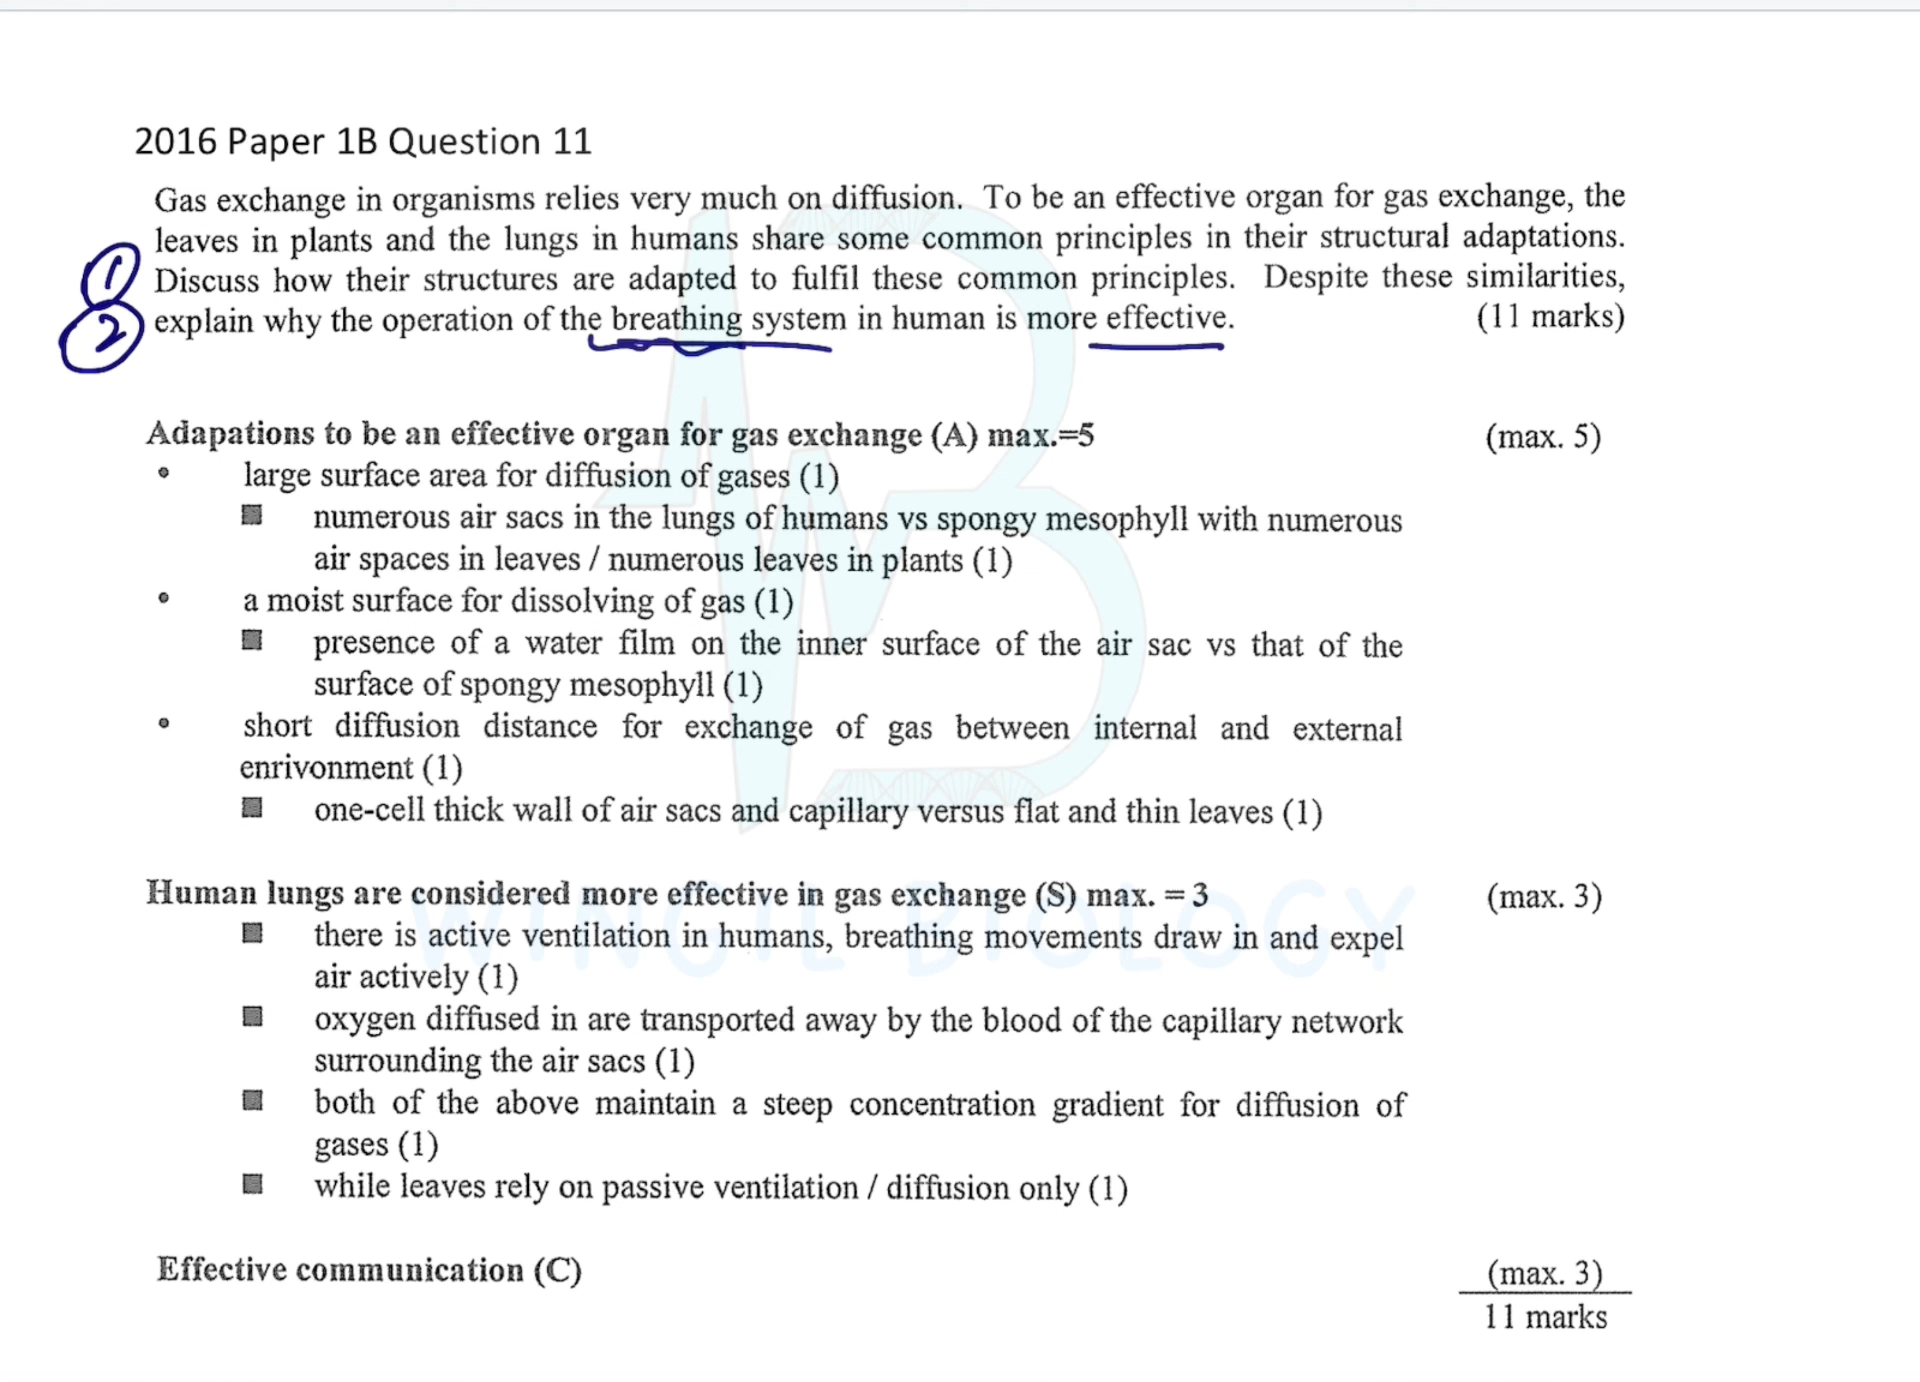 2016 Paper 1B Question 11
Gas exchange in organisms relies very much on diffusion. To be an effective organ for gas exchange, the
leaves in plants and the lungs in humans share some common principles in their structural adaptations.
① Discuss how their structures are adapted to fulfil these common principles. Despite these similarities,
② explain why the operation of the breathing system in human is more effective. (11 marks)
Adapations to be an effective organ for gas exchange (A) max.=5 (max. 5)
• large surface area for diffusion of gases (1)
■ numerous air sacs in the lungs of humans vs spongy mesophyll with numerous
air spaces in leaves / numerous leaves in plants (1)
• a moist surface for dissolving of gas (1)
■ presence of a water film on the inner surface of the air sac vs that of the
surface of spongy mesophyll (1)
• short diffusion distance for exchange of gas between internal and external
enrivonment (1)
■ one-cell thick wall of air sacs and capillary versus flat and thin leaves (1)
Human lungs are considered more effective in gas exchange (S) max. = 3 (max. 3)
■ there is active ventilation in humans, breathing movements draw in and expel
air actively (1)
■ oxygen diffused in are transported away by the blood of the capillary network
surrounding the air sacs (1)
■ both of the above maintain a steep concentration gradient for diffusion of
gases (1)
■ while leaves rely on passive ventilation / diffusion only (1)
Effective communication (C) (max. 3)
11 marks
WINGIL BIOLOGY